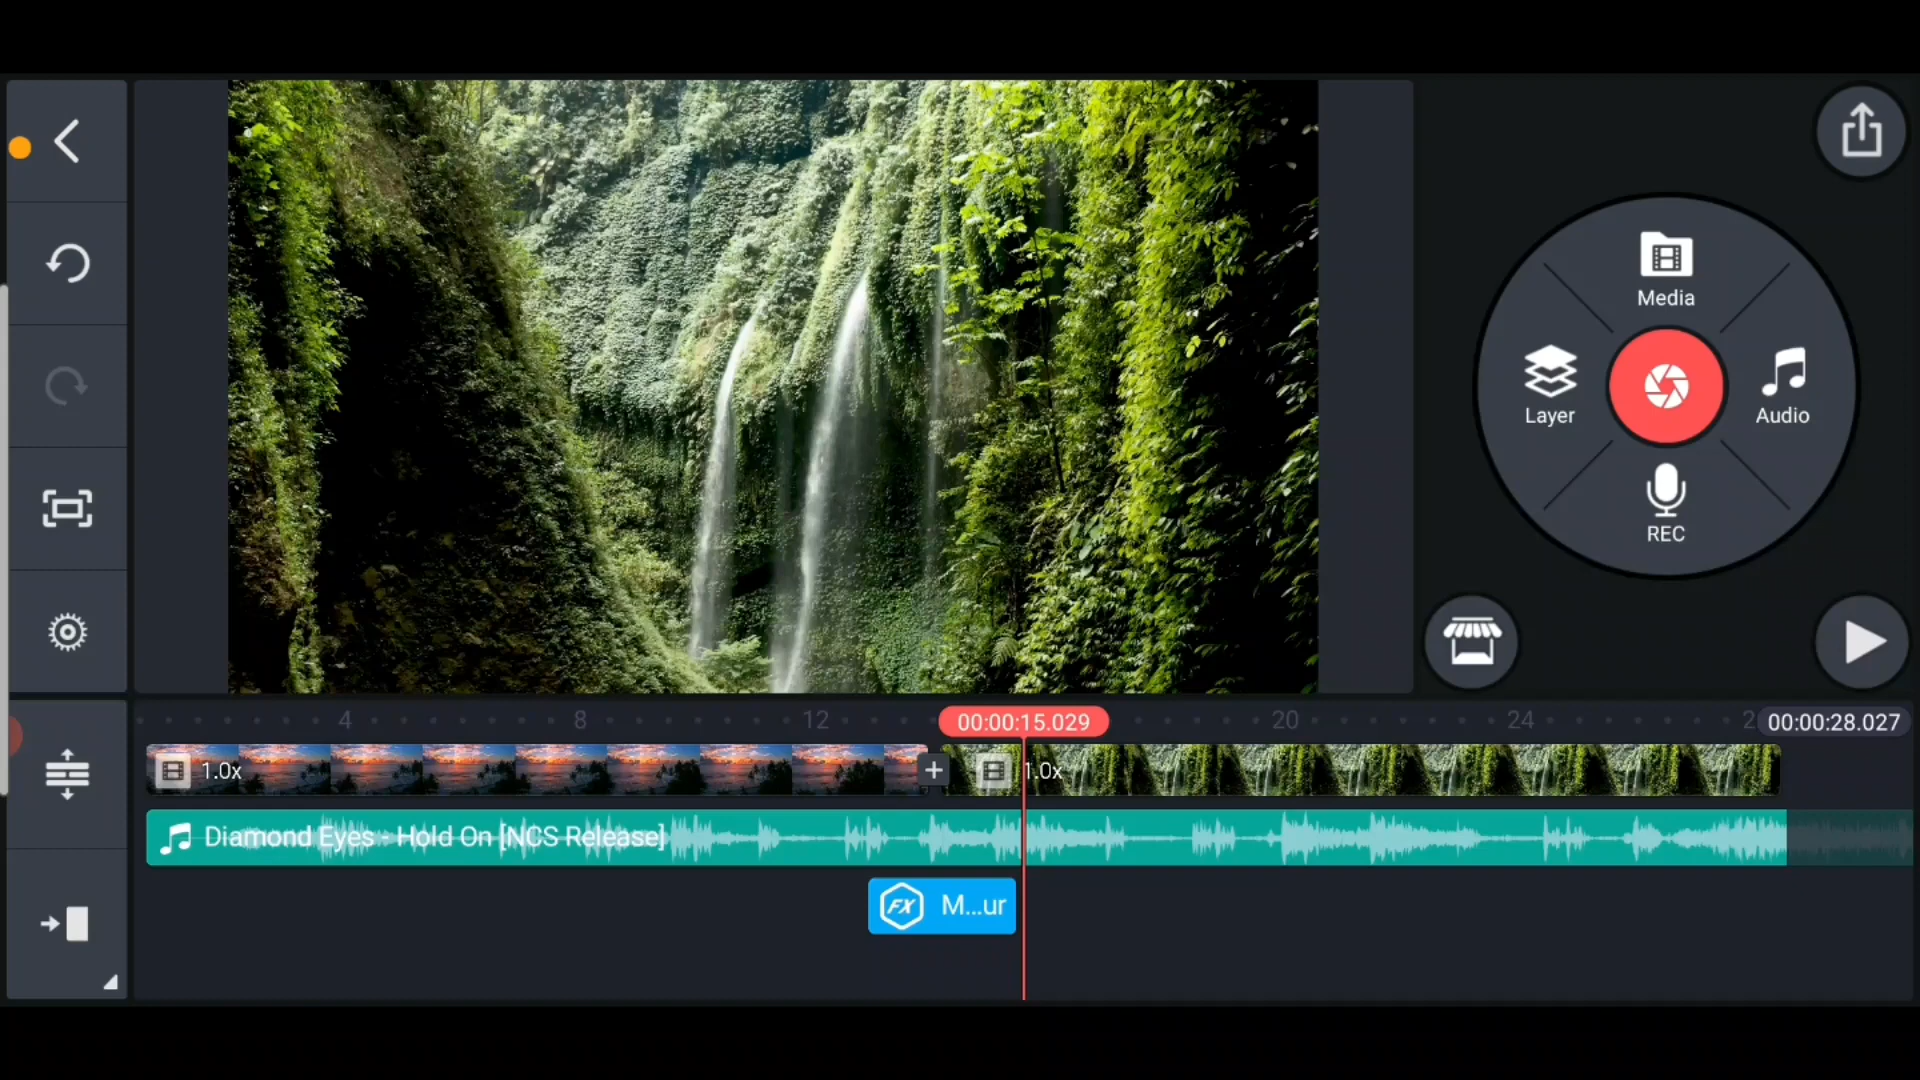 Media
Layer
Audio
REC
4
8
12
00:00:15.029
20
24
2
00:00:28.027
1.0x
1.0x
Diamond Eyes - Hold On [NCS Release]
FX
M...ur